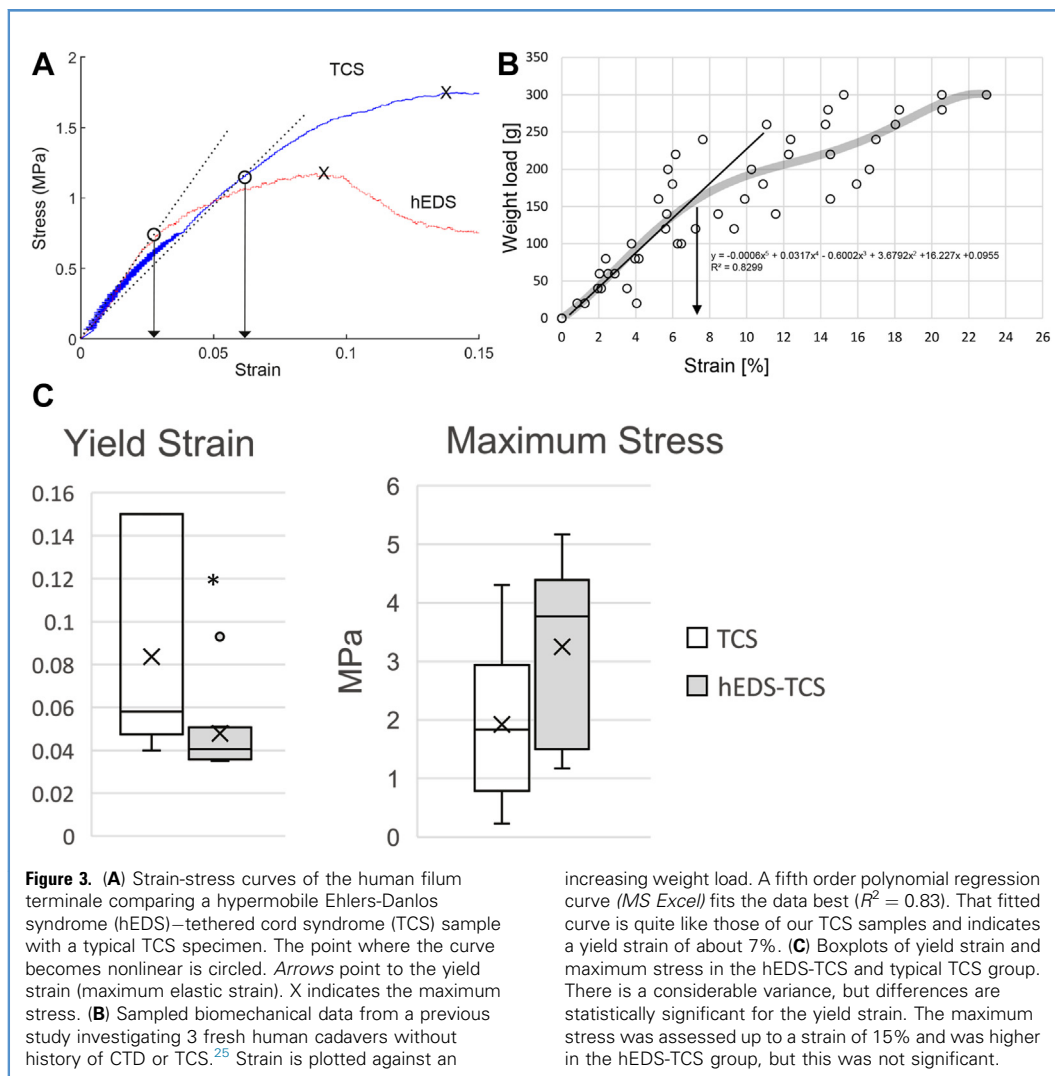 A
TCS
X
X
hEDS
Stress (MPa)
2
1.5
1
0.5
0
0
0.05
0.1
0.15
Strain
B
Weight load [g]
350
300
250
200
150
100
50
0
y = -0.0006x⁵ + 0.0317x⁴ - 0.6002x³ + 3.6792x² +16.227x +0.0955
R² = 0.8299
0 2 4 6 8 10 12 14 16 18 20 22 24 26
Strain [%]
C
Yield Strain
0.16
0.14
0.12
0.1
0.08
0.06
0.04
0.02
0
Maximum Stress
MPa
6
5
4
3
2
1
0
TCS
hEDS-TCS
Figure 3. (A) Strain-stress curves of the human filum
terminale comparing a hypermobile Ehlers-Danlos
syndrome (hEDS)–tethered cord syndrome (TCS) sample
with a typical TCS specimen. The point where the curve
becomes nonlinear is circled. Arrows point to the yield
strain (maximum elastic strain). X indicates the maximum
stress. (B) Sampled biomechanical data from a previous
study investigating 3 fresh human cadavers without
history of CTD or TCS.²⁵ Strain is plotted against an
increasing weight load. A fifth order polynomial regression
curve (MS Excel) fits the data best (R² = 0.83). That fitted
curve is quite like those of our TCS samples and indicates
a yield strain of about 7%. (C) Boxplots of yield strain and
maximum stress in the hEDS-TCS and typical TCS group.
There is a considerable variance, but differences are
statistically significant for the yield strain. The maximum
stress was assessed up to a strain of 15% and was higher
in the hEDS-TCS group, but this was not significant.